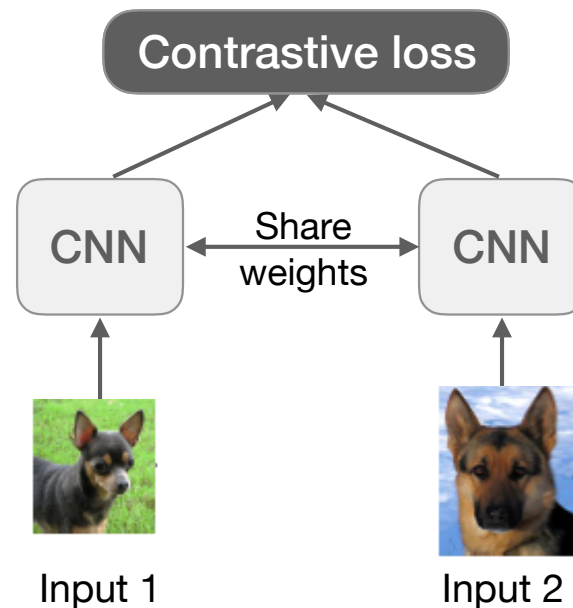 Contrastive loss
CNN
Share
weights
CNN
Input 1
Input 2